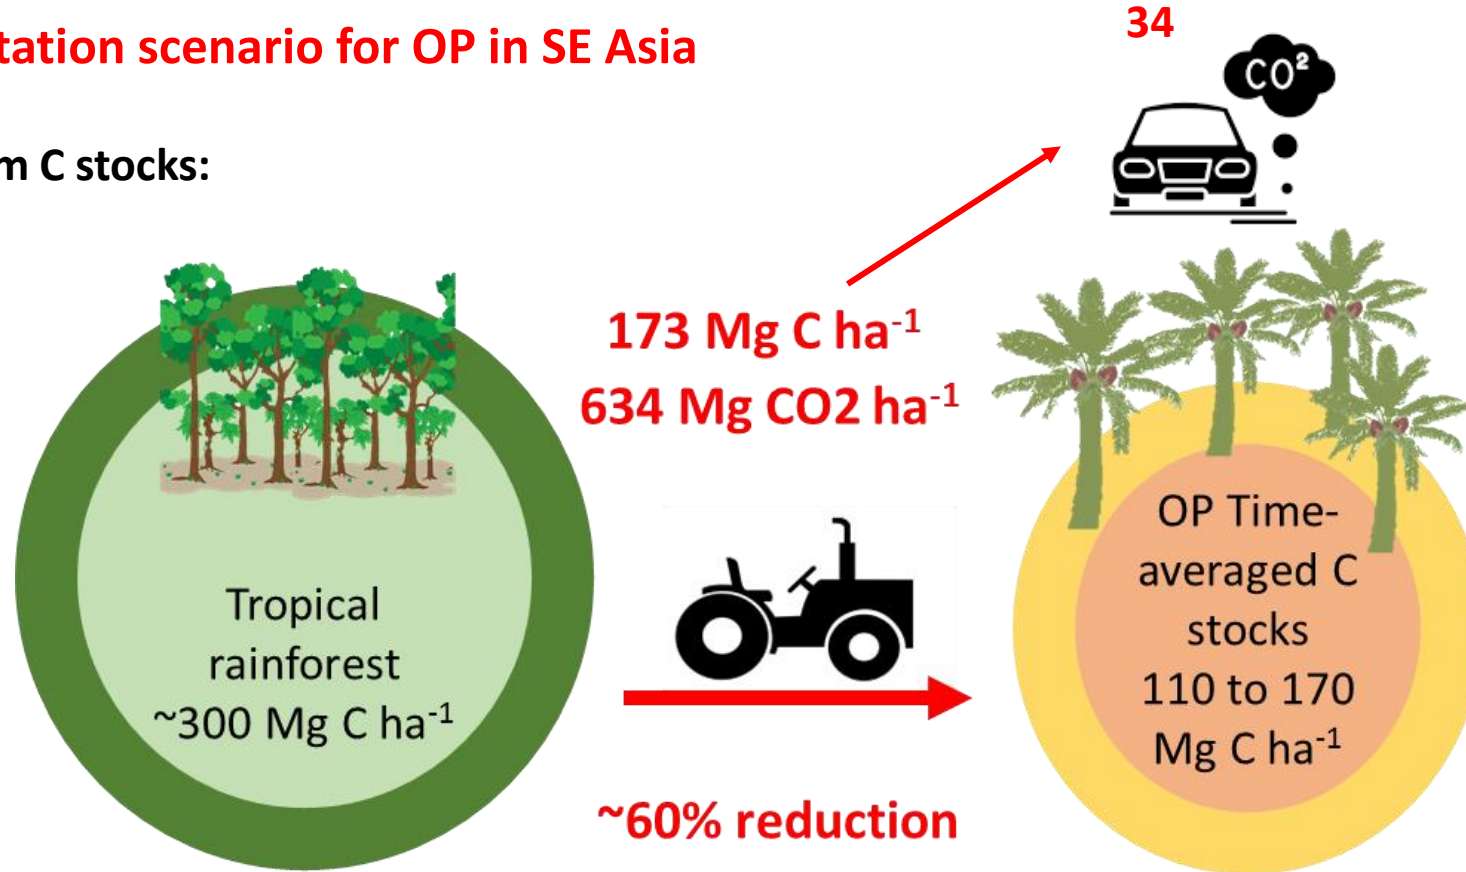 tation scenario for OP in SE Asia
34
CO²
m C stocks:
173 Mg C ha⁻¹
634 Mg CO2 ha⁻¹
Tropical
rainforest
~300 Mg C ha⁻¹
~60% reduction
OP Time-
averaged C
stocks
110 to 170
Mg C ha⁻¹